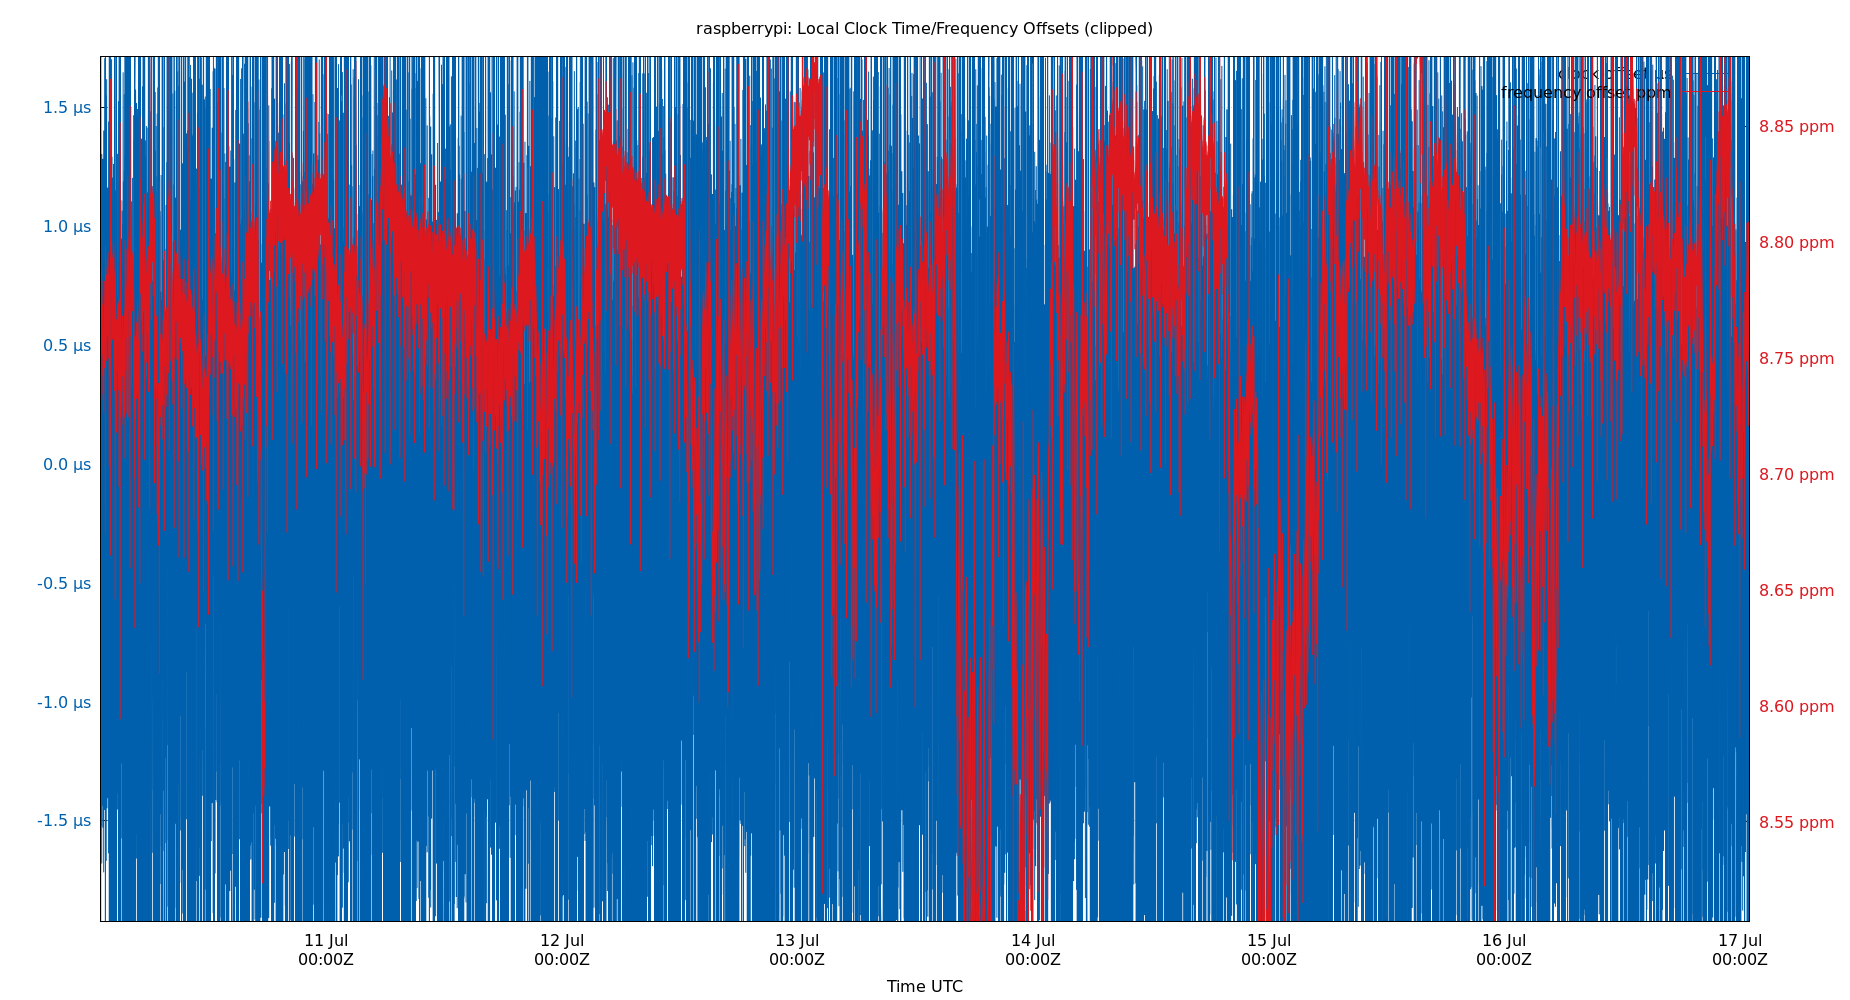 raspberrypi: Local Clock Time/Frequency Offsets (clipped)
clock offset µs
frequency offset ppm
1.5 µs
1.0 µs
0.5 µs
0.0 µs
-0.5 µs
-1.0 µs
-1.5 µs
8.85 ppm
8.80 ppm
8.75 ppm
8.70 ppm
8.65 ppm
8.60 ppm
8.55 ppm
11 Jul 12 Jul 13 Jul 14 Jul 15 Jul 16 Jul 17 Jul
00:00Z 00:00Z 00:00Z 00:00Z 00:00Z 00:00Z 00:00Z
Time UTC